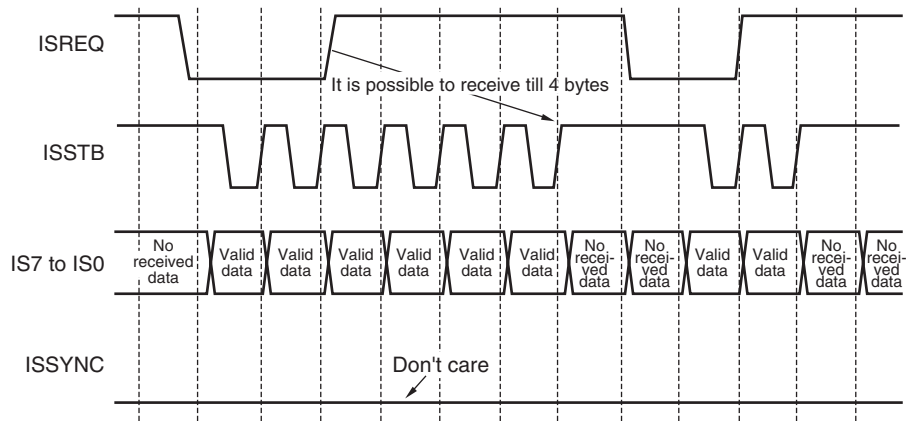 ISREQ
It is possible to receive till 4 bytes
ISSTB
IS7 to IS0
No
received
data
Valid
data
Valid
data
Valid
data
Valid
data
Valid
data
Valid
data
No
recei-
ved
data
No
recei-
ved
data
Valid
data
Valid
data
No
recei-
ved
data
No
recei-
ved
data
ISSYNC
Don't care